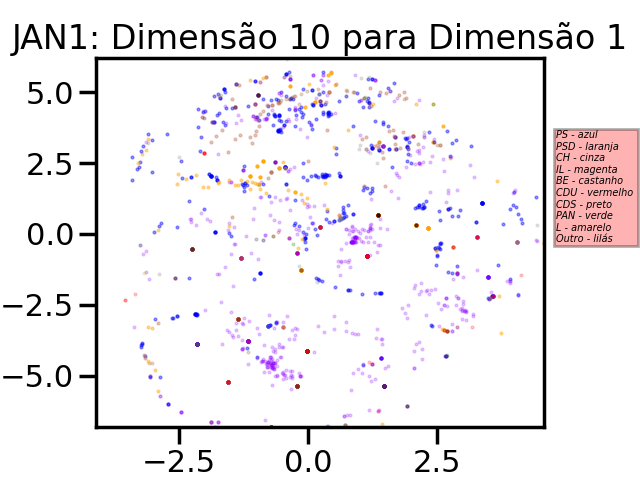 JAN1: Dimensão 10 para Dimensão 1
5.0
2.5
0.0
−2.5
−5.0
−2.5
0.0
2.5
PS - azul
PSD - laranja
CH - cinza
IL - magenta
BE - castanho
CDU - vermelho
CDS - preto
PAN - verde
L - amarelo
Outro - lilás